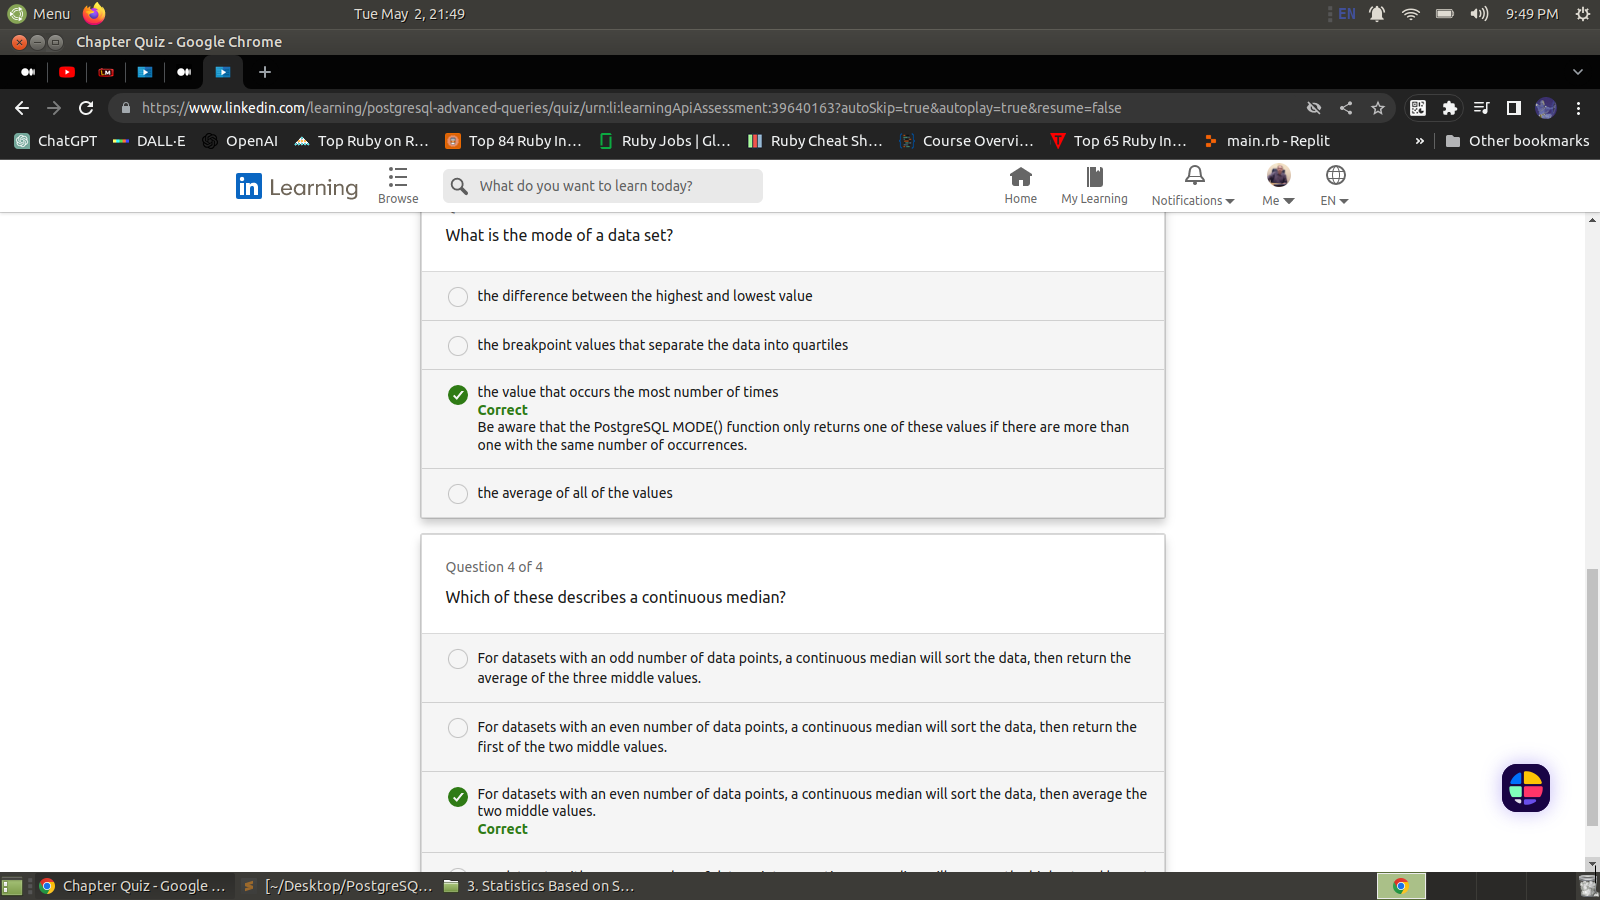 Menu
Tue May 2, 21:49
EN
9:49 PM
Chapter Quiz - Google Chrome
LM
https://www.linkedin.com/learning/postgresql-advanced-queries/quiz/urn:li:learningApiAssessment:39640163?autoSkip=true&autoplay=true&resume=false
ChatGPT
DALL·E
OpenAI
Top Ruby on R...
Top 84 Ruby In...
Ruby Jobs | Gl...
Ruby Cheat Sh...
Course Overvi...
Top 65 Ruby In...
main.rb - Replit
»
Other bookmarks
in Learning
Browse
What do you want to learn today?
Home
My Learning
Notifications
Me
EN
What is the mode of a data set?
the difference between the highest and lowest value
the breakpoint values that separate the data into quartiles
the value that occurs the most number of times
Correct
Be aware that the PostgreSQL MODE() function only returns one of these values if there are more than
one with the same number of occurrences.
the average of all of the values
Question 4 of 4
Which of these describes a continuous median?
For datasets with an odd number of data points, a continuous median will sort the data, then return the
average of the three middle values.
For datasets with an even number of data points, a continuous median will sort the data, then return the
first of the two middle values.
For datasets with an even number of data points, a continuous median will sort the data, then average the
two middle values.
Correct
Chapter Quiz - Google ...
[~/Desktop/PostgreSQ...
3. Statistics Based on S...